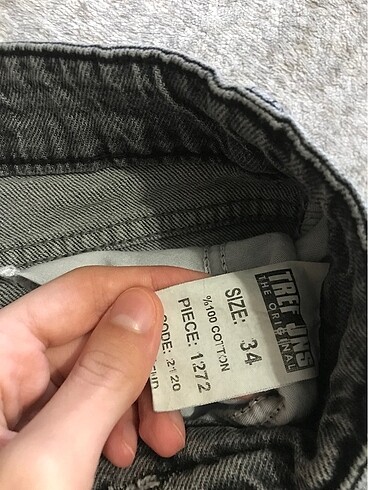 TREF JNS
THE ORIGINAL
SIZE: 34
%100 COTTON
PIECE: 1272
CODE: 2120